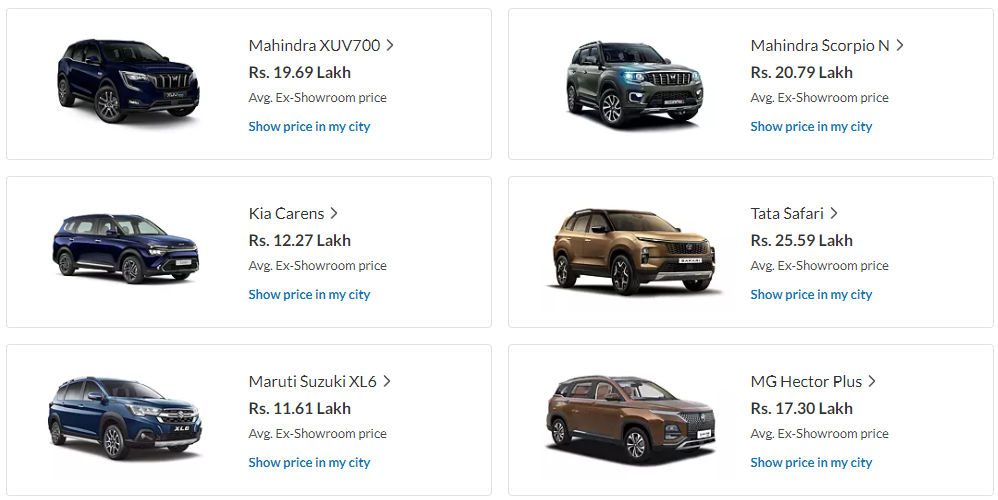 Mahindra XUV700
Rs. 19.69 Lakh
Avg. Ex-Showroom price
Show price in my city
Mahindra Scorpio N
Rs. 20.79 Lakh
Avg. Ex-Showroom price
Show price in my city
Kia Carens
Rs. 12.27 Lakh
Avg. Ex-Showroom price
Show price in my city
Tata Safari
Rs. 25.59 Lakh
Avg. Ex-Showroom price
Show price in my city
SAFARI
Maruti Suzuki XL6
Rs. 11.61 Lakh
Avg. Ex-Showroom price
Show price in my city
XL6
MG Hector Plus
Rs. 17.30 Lakh
Avg. Ex-Showroom price
Show price in my city